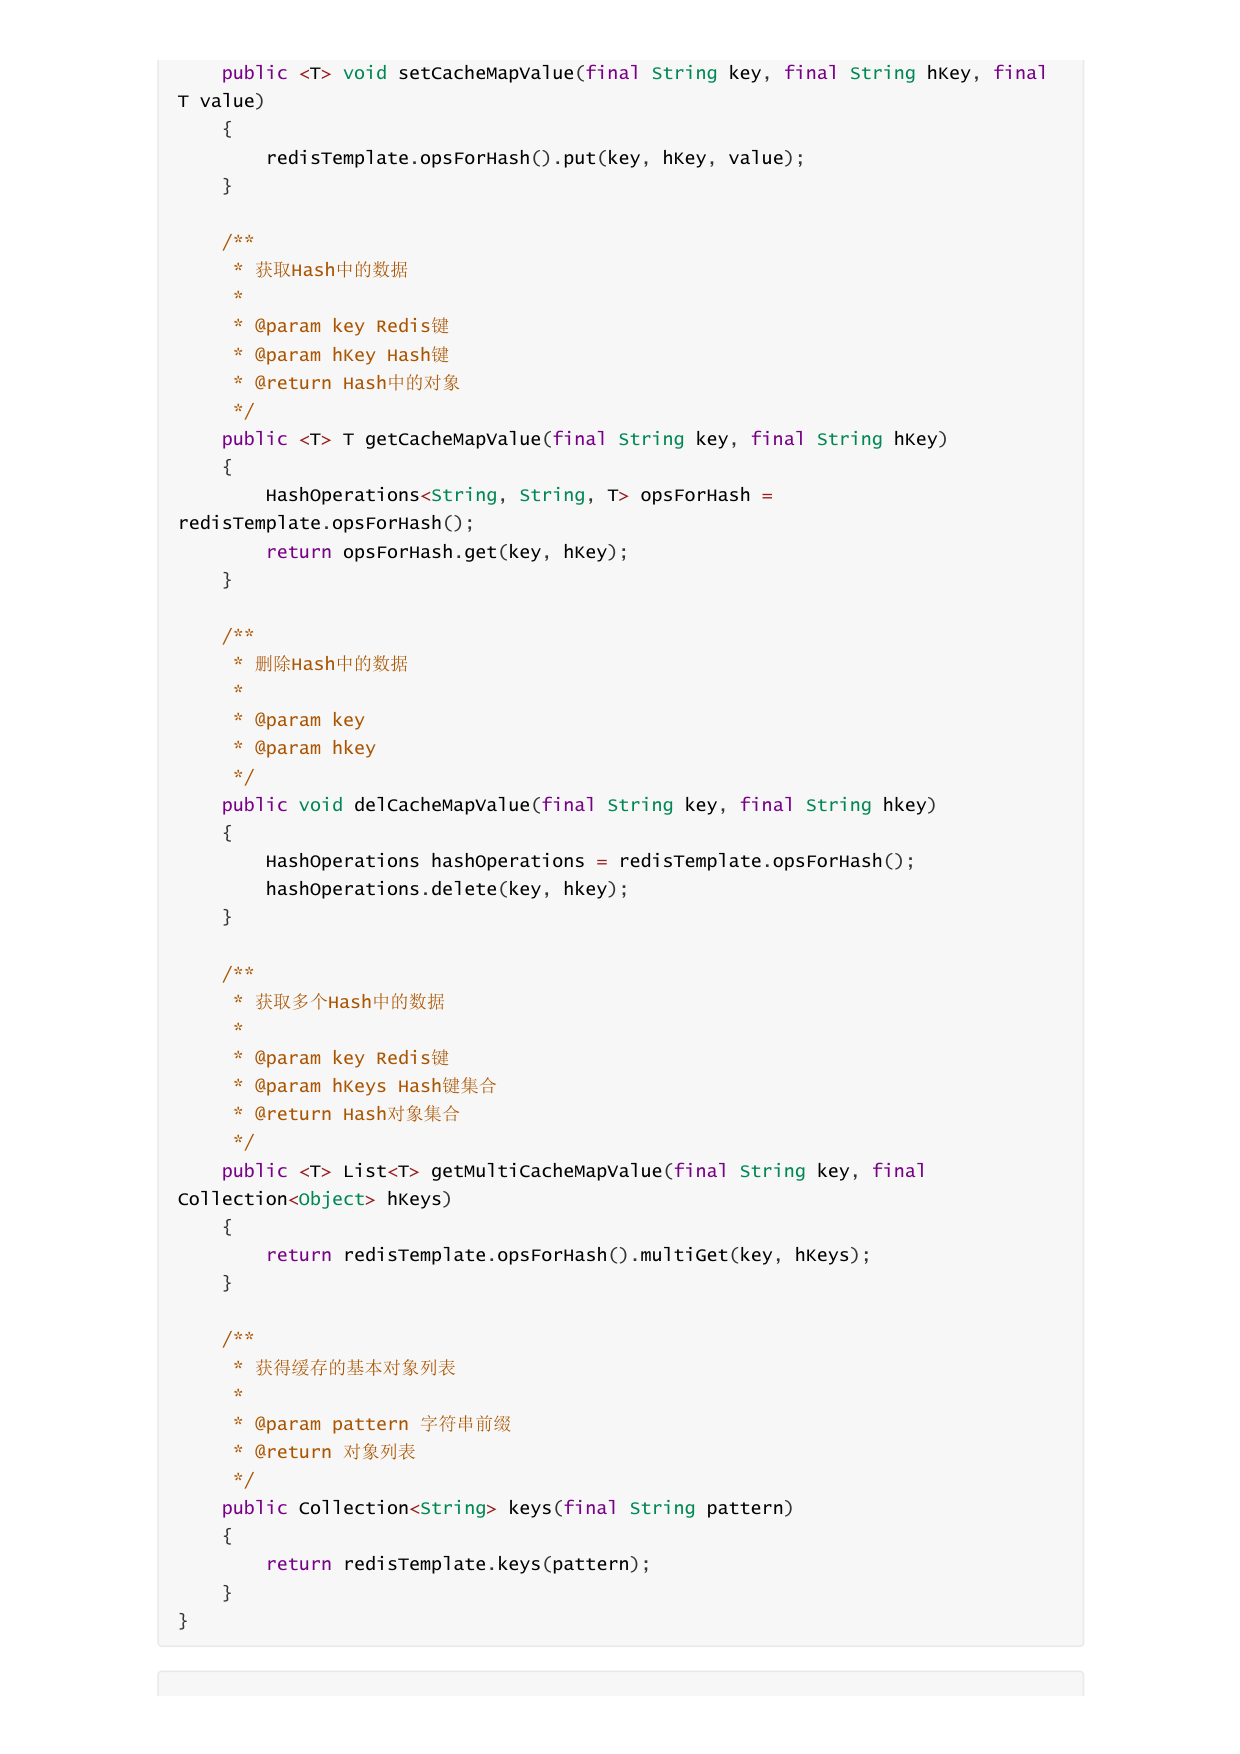 public <T> void setCacheMapValue(final String key, final String hKey, final
T value)
    {
        redisTemplate.opsForHash().put(key, hKey, value);
    }

    /**
     * 获取Hash中的数据
     *
     * @param key Redis键
     * @param hKey Hash键
     * @return Hash中的对象
     */
    public <T> T getCacheMapValue(final String key, final String hKey)
    {
        HashOperations<String, String, T> opsForHash =
redisTemplate.opsForHash();
        return opsForHash.get(key, hKey);
    }

    /**
     * 删除Hash中的数据
     *
     * @param key
     * @param hkey
     */
    public void delCacheMapValue(final String key, final String hkey)
    {
        HashOperations hashOperations = redisTemplate.opsForHash();
        hashOperations.delete(key, hkey);
    }

    /**
     * 获取多个Hash中的数据
     *
     * @param key Redis键
     * @param hKeys Hash键集合
     * @return Hash对象集合
     */
    public <T> List<T> getMultiCacheMapValue(final String key, final
Collection<Object> hKeys)
    {
        return redisTemplate.opsForHash().multiGet(key, hKeys);
    }

    /**
     * 获得缓存的基本对象列表
     *
     * @param pattern 字符串前缀
     * @return 对象列表
     */
    public Collection<String> keys(final String pattern)
    {
        return redisTemplate.keys(pattern);
    }
}